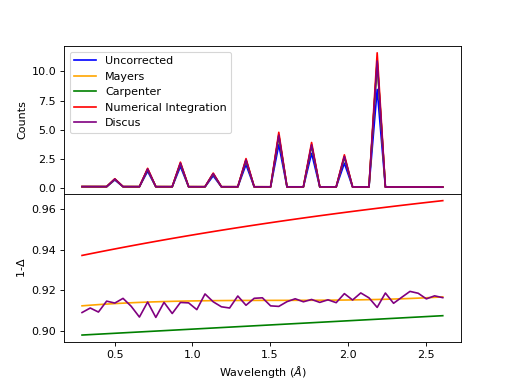 10.0
7.5
5.0
2.5
0.0
Counts
Uncorrected
Mayers
Carpenter
Numerical Integration
Discus
0.96
0.94
0.92
0.90
1-Δ
0.5 1.0 1.5 2.0 2.5
Wavelength (Å)